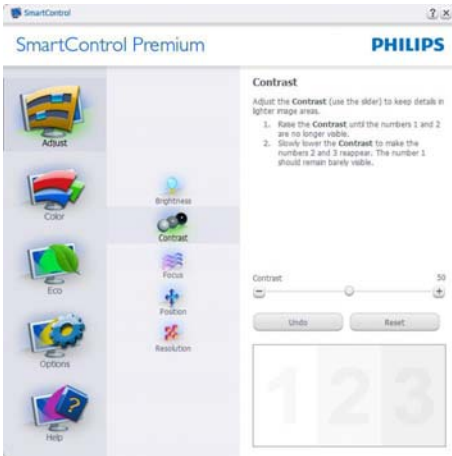 SmartControl
SmartControl Premium
PHILIPS
Adjust
Color
Eco
Options
Help
Brightness
Contrast
Focus
Position
Resolution
Contrast
Adjust the Contrast (use the slider) to keep details in
lighter image areas.
1. Raise the Contrast until the numbers 1 and 2
are no longer visible.
2. Slowly lower the Contrast to make the
numbers 2 and 3 reappear. The number 1
should remain barely visible.
Contrast 50
Undo Reset
1 2 3